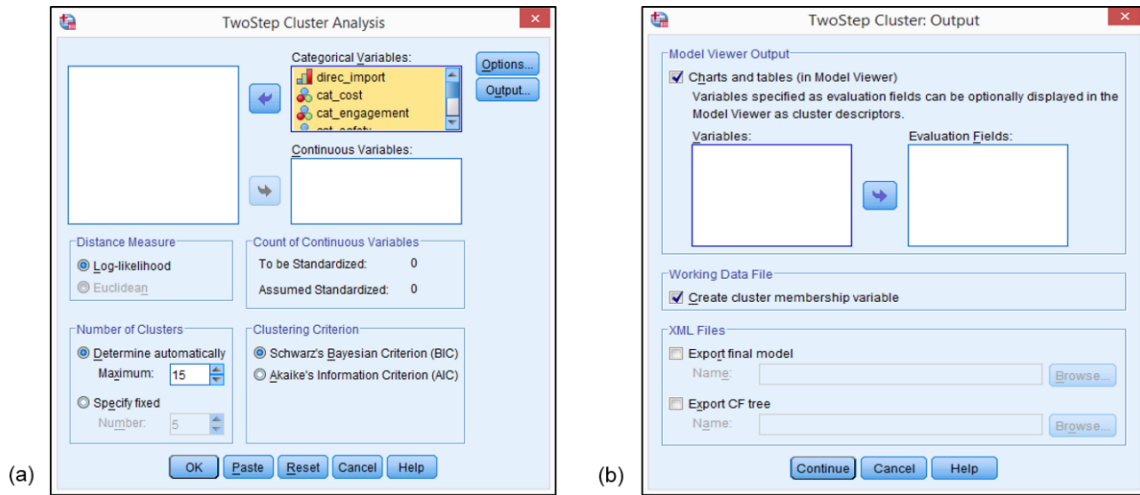 TwoStep Cluster Analysis
Categorical Variables:
direc_import
cat_cost
cat_engagement
cat_safety
Options...
Output...
Continuous Variables:
Distance Measure
Log-likelihood
Euclidean
Count of Continuous Variables
To be Standardized: 0
Assumed Standardized: 0
Number of Clusters
Determine automatically
Maximum: 15
Specify fixed
Number: 5
Clustering Criterion
Schwarz's Bayesian Criterion (BIC)
Akaike's Information Criterion (AIC)
OK Paste Reset Cancel Help
(a)
TwoStep Cluster: Output
Model Viewer Output
Charts and tables (in Model Viewer)
Variables specified as evaluation fields can be optionally displayed in the
Model Viewer as cluster descriptors.
Variables: Evaluation Fields:
Working Data File
Create cluster membership variable
XML Files
Export final model
Name: Browse...
Export CF tree
Name: Browse...
Continue Cancel Help
(b)